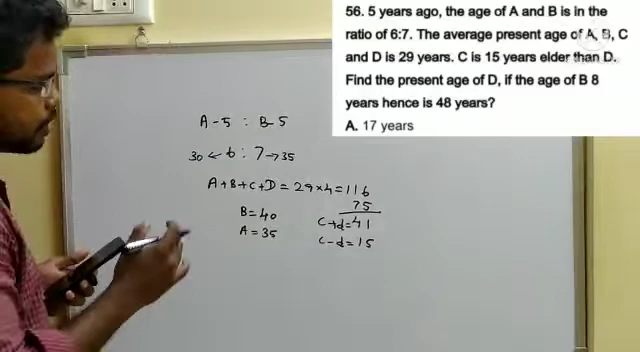 56. 5 years ago, the age of A and B is in the
ratio of 6:7. The average present age of A, B, C
and D is 29 years. C is 15 years elder than D.
Find the present age of D, if the age of B 8
years hence is 48 years?
A. 17 years
A-5 : B-5
30 ← 6 : 7 → 35
A+B+C+D = 29×4 = 116
75
B = 40
C+d = 41
A = 35
C-d = 15